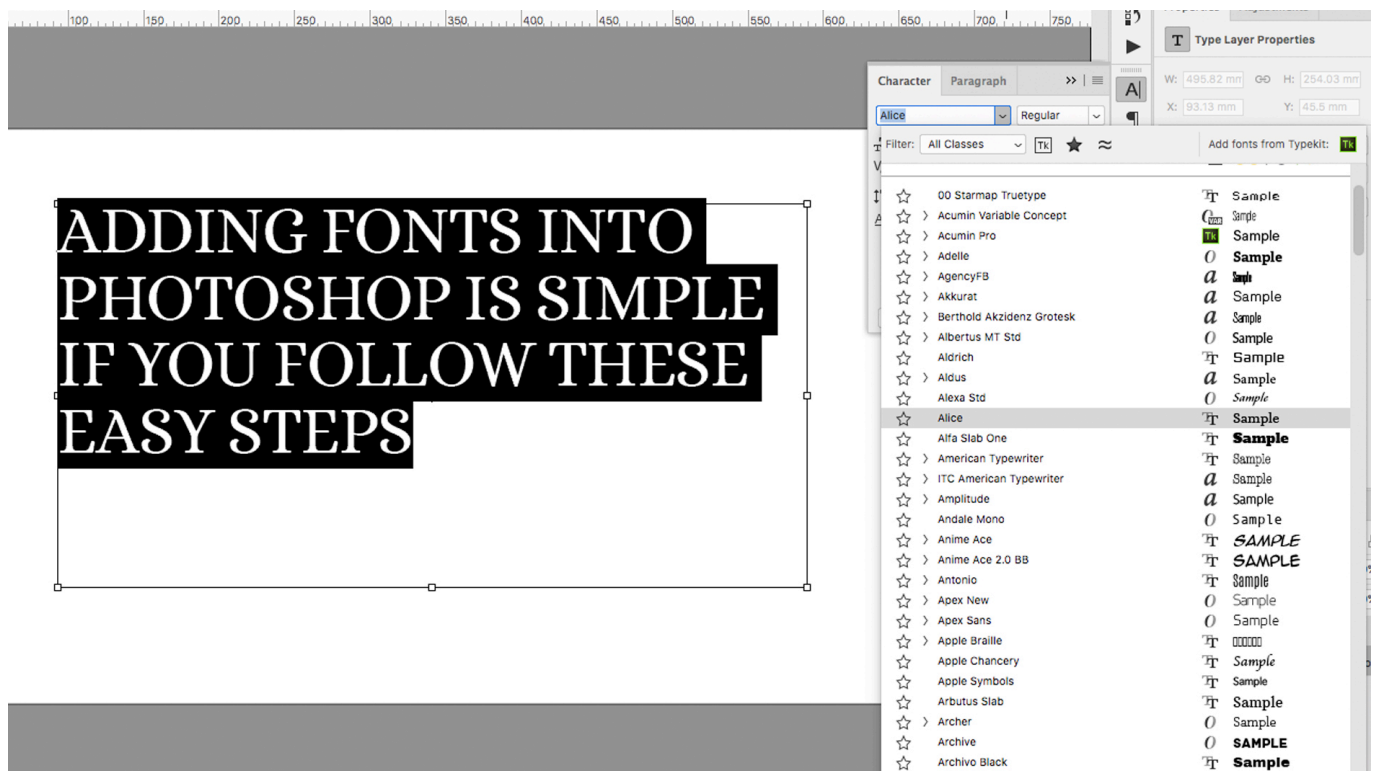 100 150 200 250 300 350 400 450 500 550 600 650 700 750
Type Layer Properties
W: 495.82 mm H: 254.03 mm
X: 93.13 mm Y: 45.5 mm
Character Paragraph
Alice Regular
Filter: All Classes Tk Add fonts from Typekit: Tk
ADDING FONTS INTO
PHOTOSHOP IS SIMPLE
IF YOU FOLLOW THESE
EASY STEPS
00 Starmap Truetype Sample
Acumin Variable Concept Sample
Acumin Pro Tk Sample
Adelle Sample
AgencyFB Sample
Akkurat Sample
Berthold Akzidenz Grotesk Sample
Albertus MT Std Sample
Aldrich Sample
Aldus Sample
Alexa Std Sample
Alice Sample
Alfa Slab One Sample
American Typewriter Sample
ITC American Typewriter Sample
Amplitude Sample
Andale Mono Sample
Anime Ace SAMPLE
Anime Ace 2.0 BB SAMPLE
Antonio Sample
Apex New Sample
Apex Sans Sample
Apple Braille
Apple Chancery Sample
Apple Symbols Sample
Arbutus Slab Sample
Archer Sample
Archive SAMPLE
Archivo Black Sample